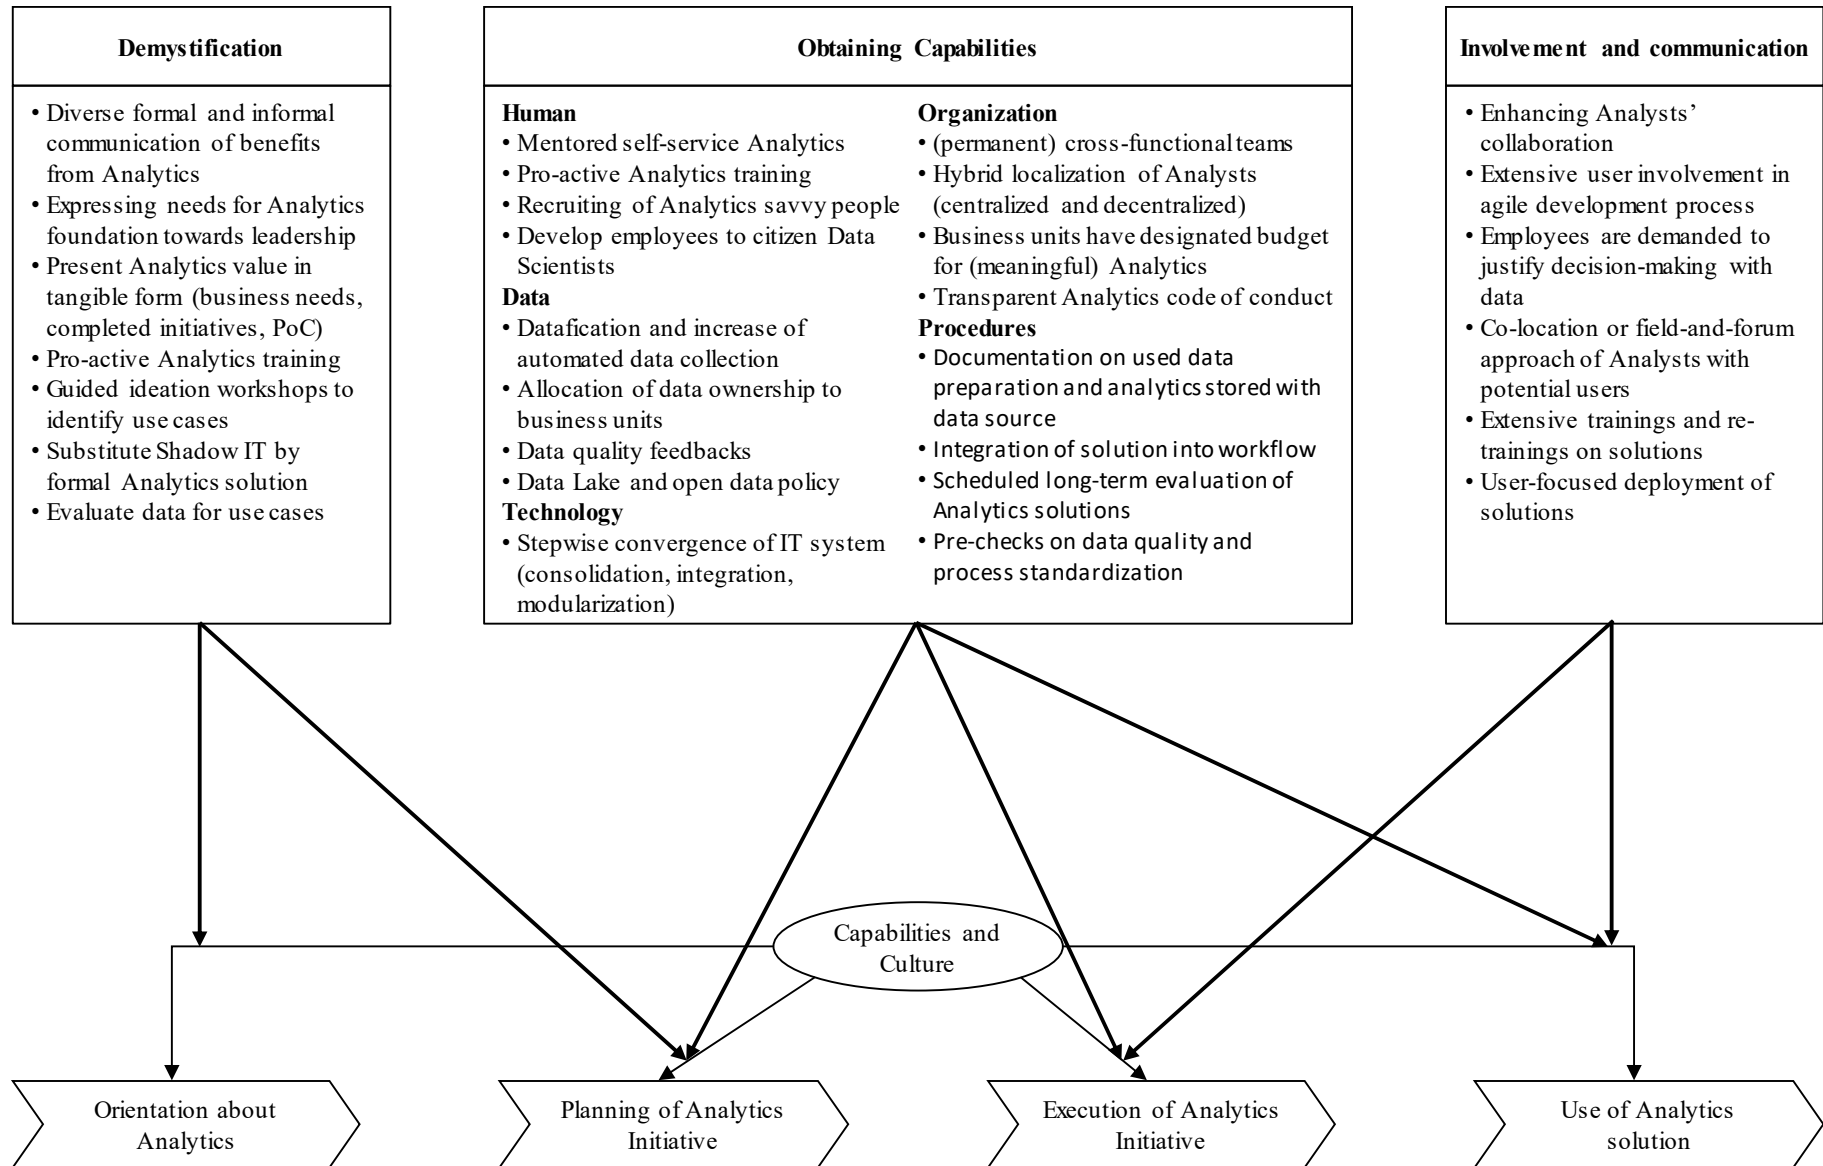 Demystification
• Diverse formal and informal
communication of benefits
from Analytics
• Expressing needs for Analytics
foundation towards leadership
• Present Analytics value in
tangible form (business needs,
completed initiatives, PoC)
• Pro-active Analytics training
• Guided ideation workshops to
identify use cases
• Substitute Shadow IT by
formal Analytics solution
• Evaluate data for use cases
Obtaining Capabilities
Human
• Mentored self-service Analytics
• Pro-active Analytics training
• Recruiting of Analytics savvy people
• Develop employees to citizen Data
Scientists
Data
• Datafication and increase of
automated data collection
• Allocation of data ownership to
business units
• Data quality feedbacks
• Data Lake and open data policy
Technology
• Stepwise convergence of IT system
(consolidation, integration,
modularization)
Organization
• (permanent) cross-functional teams
• Hybrid localization of Analysts
(centralized and decentralized)
• Business units have designated budget
for (meaningful) Analytics
• Transparent Analytics code of conduct
Procedures
• Documentation on used data
preparation and analytics stored with
data source
• Integration of solution into workflow
• Scheduled long-term evaluation of
Analytics solutions
• Pre-checks on data quality and
process standardization
Involvement and communication
• Enhancing Analysts’
collaboration
• Extensive user involvement in
agile development process
• Employees are demanded to
justify decision-making with
data
• Co-location or field-and-forum
approach of Analysts with
potential users
• Extensive trainings and re-
trainings on solutions
• User-focused deployment of
solutions
Capabilities and
Culture
Orientation about
Analytics
Planning of Analytics
Initiative
Execution of Analytics
Initiative
Use of Analytics
solution